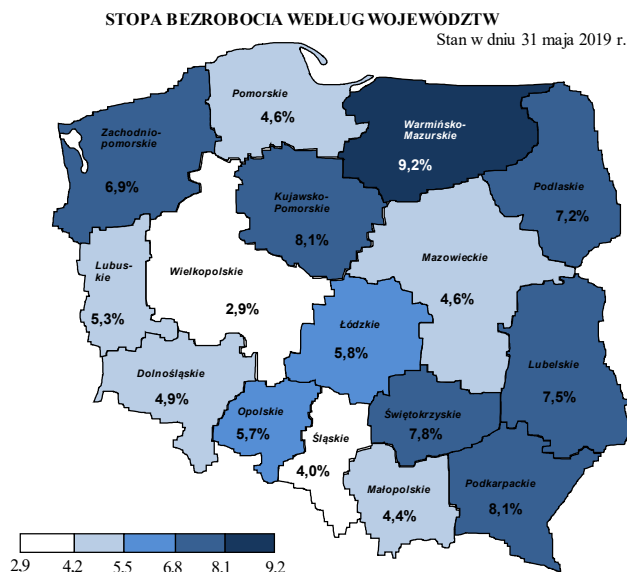 STOPA BEZROBOCIA WEDŁUG WOJEWÓDZTW
Stan w dniu 31 maja 2019 r.
Pomorskie
4,6%
Warmińsko-
Mazurskie
9,2%
Zachodnio-
pomorskie
6,9%
Podlaskie
7,2%
Kujawsko-
Pomorskie
8,1%
Lubus-
kie
5,3%
Wielkopolskie
2,9%
Mazowieckie
4,6%
Łódzkie
5,8%
Lubelskie
7,5%
Dolnośląskie
4,9%
Opolskie
5,7%
Śląskie
4,0%
Świętokrzyskie
7,8%
Małopolskie
4,4%
Podkarpackie
8,1%
2,9 4,2 5,5 6,8 8,1 9,2